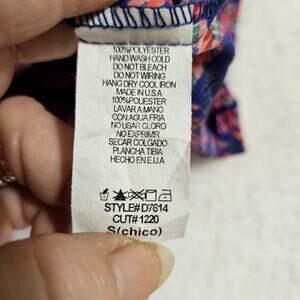 100%POLYESTER
HAND WASH COLD
DO NOT BLEACH
DO NOT WIRING
HANG DRY COOL IRON
MADE IN U.S.A
100%POLIESTER
LAVAR A MANO
CON AGUA FRIA
NO USAR CLORO
NO EXPRIMIR
SECAR COLGADO
PLANCHA TIBIA
HECHO EN E.U.A
STYLE# D7614
CUT# 1220
S(chico)